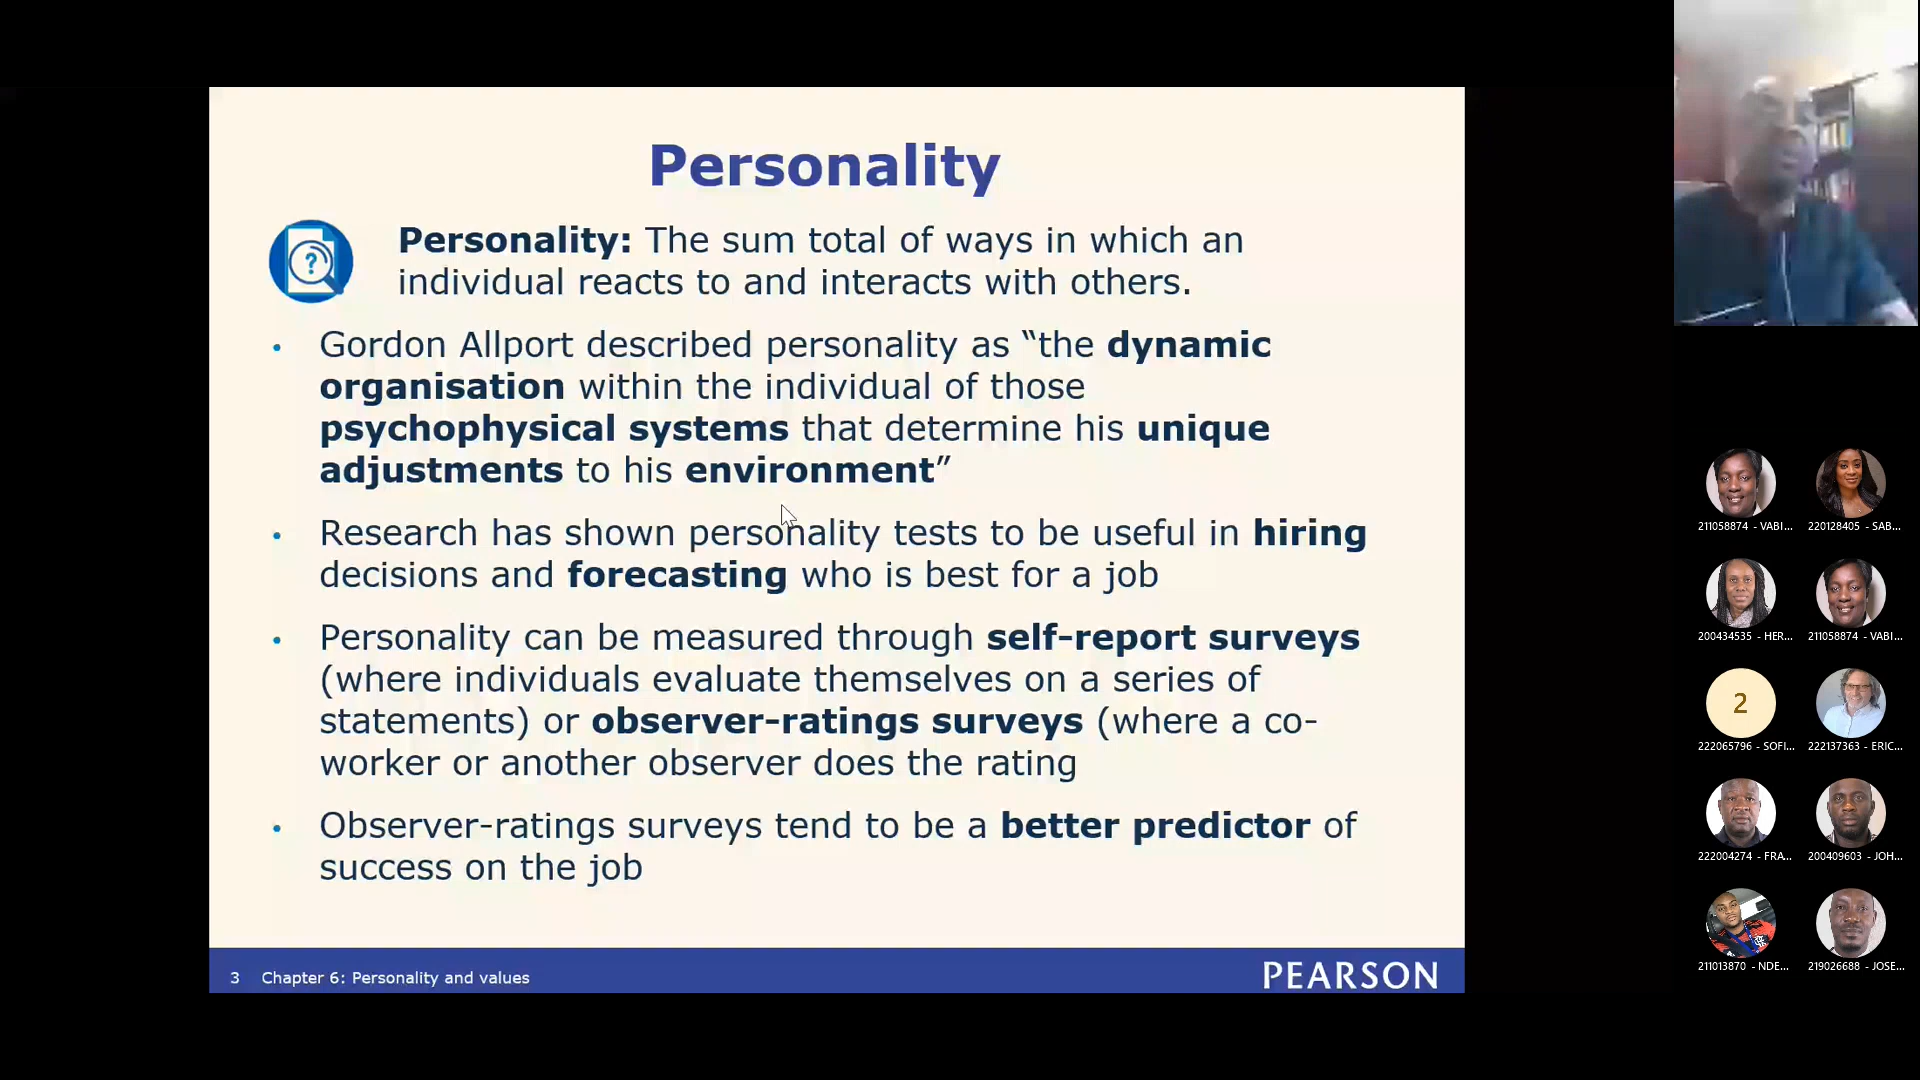 Personality
?
Personality: The sum total of ways in which an
individual reacts to and interacts with others.
• Gordon Allport described personality as “the dynamic
organisation within the individual of those
psychophysical systems that determine his unique
adjustments to his environment”
• Research has shown personality tests to be useful in hiring
decisions and forecasting who is best for a job
• Personality can be measured through self-report surveys
(where individuals evaluate themselves on a series of
statements) or observer-ratings surveys (where a co-
worker or another observer does the rating
• Observer-ratings surveys tend to be a better predictor of
success on the job
3 Chapter 6: Personality and values
PEARSON
211058874 - VABI...
220128405 - SAB...
200434535 - HER...
211058874 - VABI...
2
222065796 - SOFI...
222137363 - ERIC...
222004274 - FRA...
200409603 - JOH...
211013870 - NDE...
219026688 - JOSE...